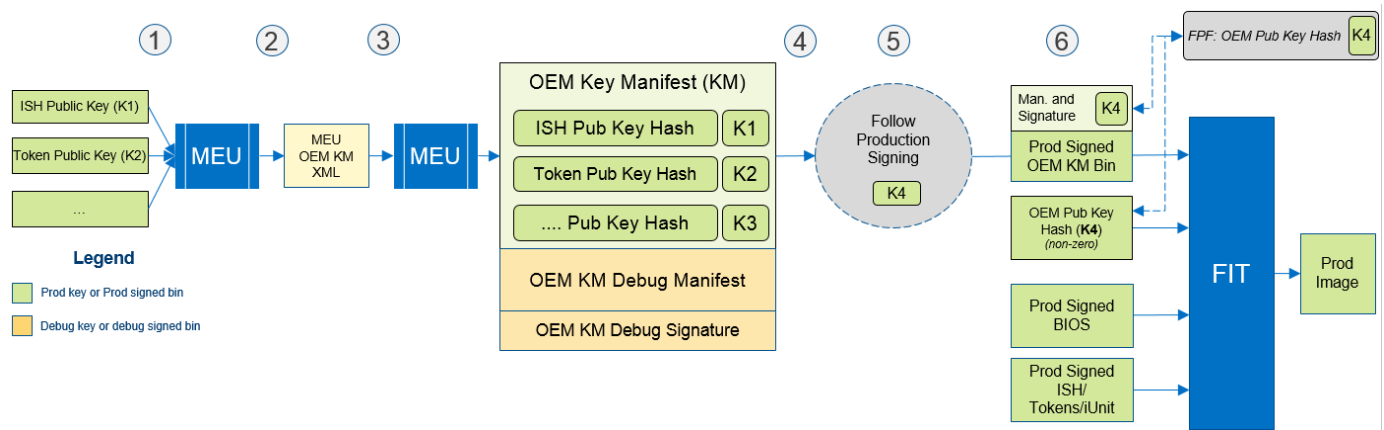 1
2
3
4
5
6
FPF: OEM Pub Key Hash
K4
ISH Public Key (K1)
Token Public Key (K2)
...
MEU
MEU
OEM KM
XML
MEU
OEM Key Manifest (KM)
ISH Pub Key Hash
K1
Token Pub Key Hash
K2
.... Pub Key Hash
K3
OEM KM Debug Manifest
OEM KM Debug Signature
Follow
Production
Signing
K4
Man. and
Signature
K4
Prod Signed
OEM KM Bin
OEM Pub Key
Hash (K4)
(non-zero)
Prod Signed
BIOS
Prod Signed
ISH/
Tokens/iUnit
FIT
Prod
Image
Legend
Prod key or Prod signed bin
Debug key or debug signed bin